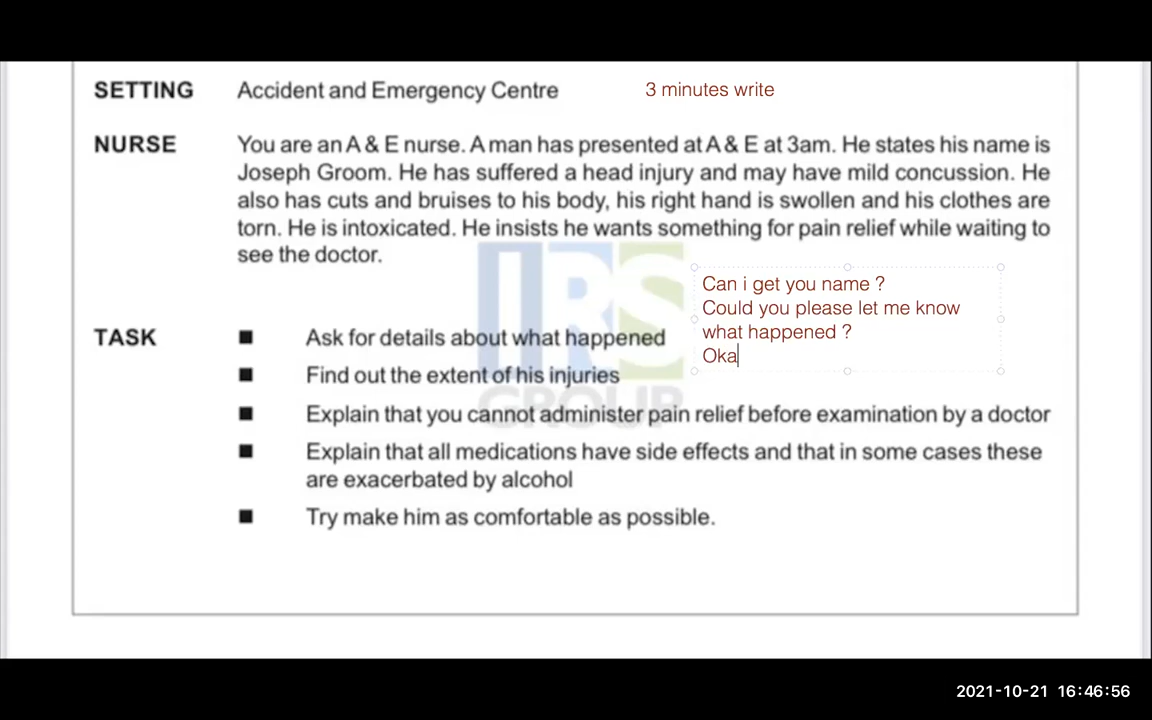 SETTING Accident and Emergency Centre 3 minutes write
NURSE You are an A & E nurse. A man has presented at A & E at 3am. He states his name is
Joseph Groom. He has suffered a head injury and may have mild concussion. He
also has cuts and bruises to his body, his right hand is swollen and his clothes are
torn. He is intoxicated. He insists he wants something for pain relief while waiting to
see the doctor.
IRS
GROUP
Can i get you name ?
Could you please let me know
what happened ?
Oka
TASK ■ Ask for details about what happened
■ Find out the extent of his injuries
■ Explain that you cannot administer pain relief before examination by a doctor
■ Explain that all medications have side effects and that in some cases these
are exacerbated by alcohol
■ Try make him as comfortable as possible.
2021-10-21 16:46:56